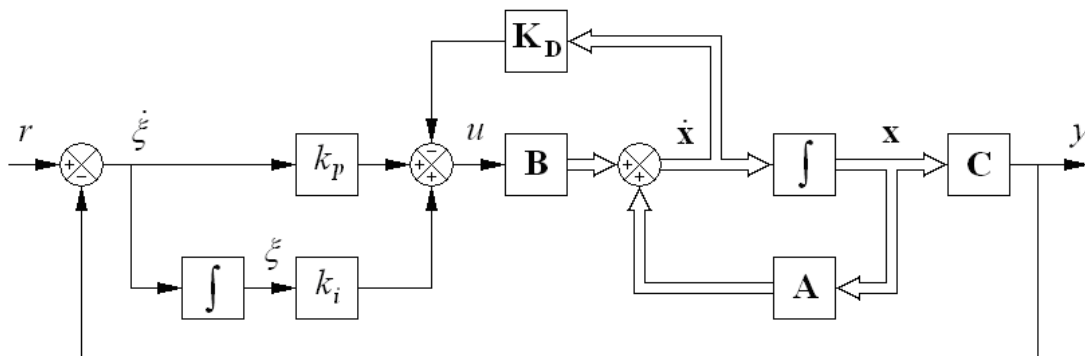 K_D
r
ξ̇
k_p
u
B
ẋ
∫
x
C
y
ξ
∫
k_i
A
+
−
−
+
+
+
+